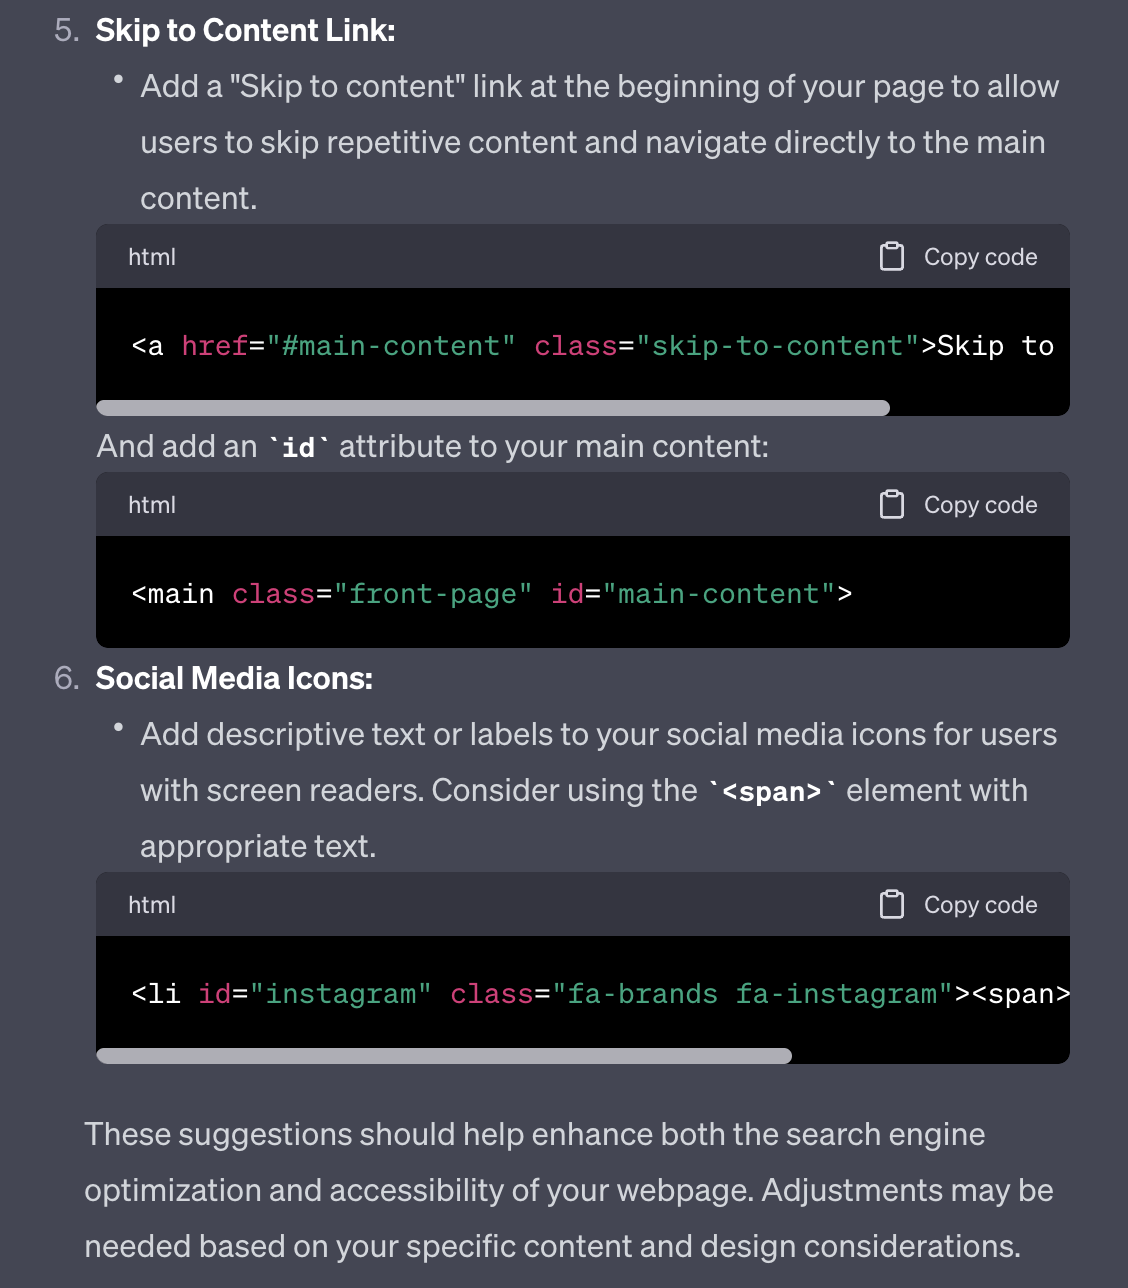 5. Skip to Content Link:
• Add a "Skip to content" link at the beginning of your page to allow
users to skip repetitive content and navigate directly to the main
content.
html Copy code
<a href="#main-content" class="skip-to-content">Skip to
And add an `id` attribute to your main content:
html Copy code
<main class="front-page" id="main-content">
6. Social Media Icons:
• Add descriptive text or labels to your social media icons for users
with screen readers. Consider using the `<span>` element with
appropriate text.
html Copy code
<li id="instagram" class="fa-brands fa-instagram"><span>
These suggestions should help enhance both the search engine
optimization and accessibility of your webpage. Adjustments may be
needed based on your specific content and design considerations.